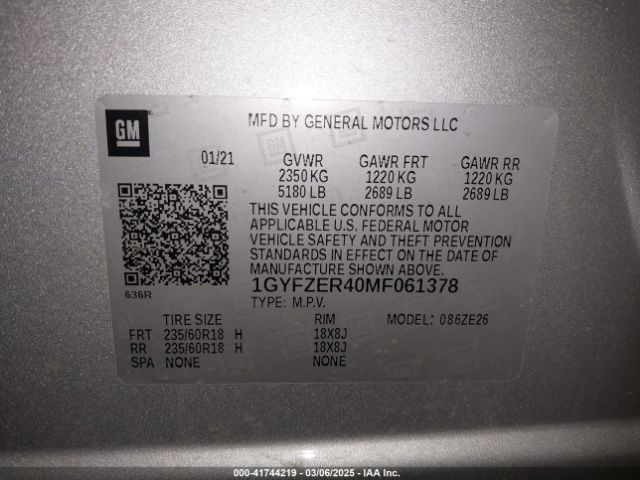 GM
MFD BY GENERAL MOTORS LLC
01/21 GVWR GAWR FRT GAWR RR
2350 KG 1220 KG 1220 KG
5180 LB 2689 LB 2689 LB
THIS VEHICLE CONFORMS TO ALL
APPLICABLE U.S. FEDERAL MOTOR
VEHICLE SAFETY AND THEFT PREVENTION
STANDARDS IN EFFECT ON THE DATE OF
MANUFACTURE SHOWN ABOVE.
636R
1GYFZER40MF061378
TYPE: M.P.V.
TIRE SIZE RIM MODEL: 086ZE26
FRT 235/60R18 H 18X8J
RR 235/60R18 H 18X8J
SPA NONE NONE
000-41744219 - 03/06/2025 - IAA Inc.